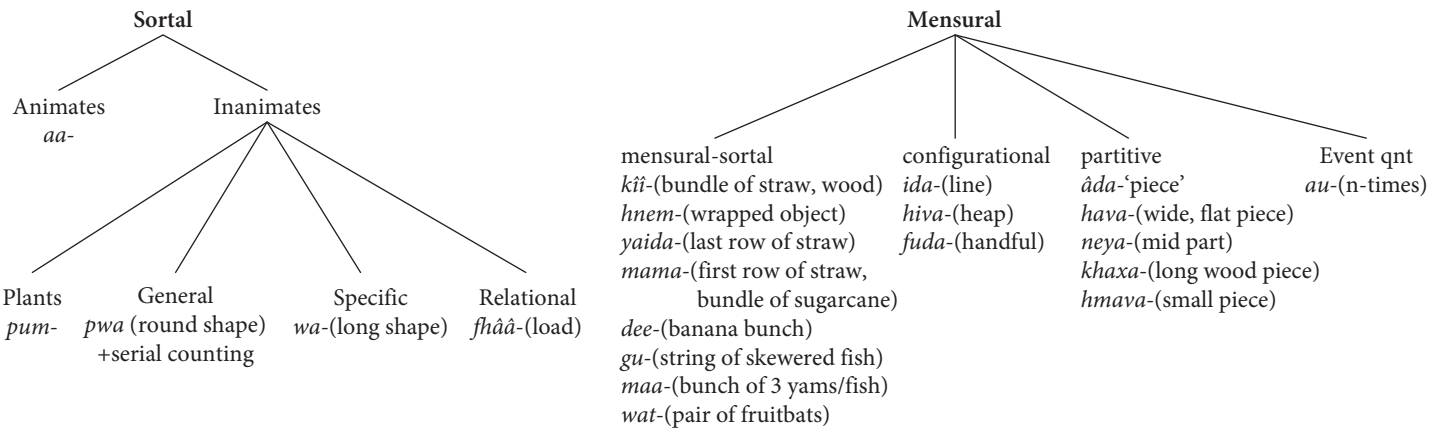 Sortal
Animates
aa-
Inanimates
Plants
pum-
General
pwa (round shape)
+serial counting
Specific
wa-(long shape)
Relational
fhââ-(load)
Mensural
mensural-sortal
kîî-(bundle of straw, wood)
hnem-(wrapped object)
yaida-(last row of straw)
mama-(first row of straw,
bundle of sugarcane)
dee-(banana bunch)
gu-(string of skewered fish)
maa-(bunch of 3 yams/fish)
wat-(pair of fruitbats)
configurational
ida-(line)
hiva-(heap)
fuda-(handful)
partitive
âda-‘piece’
hava-(wide, flat piece)
neya-(mid part)
khaxa-(long wood piece)
hmava-(small piece)
Event qnt
au-(n-times)